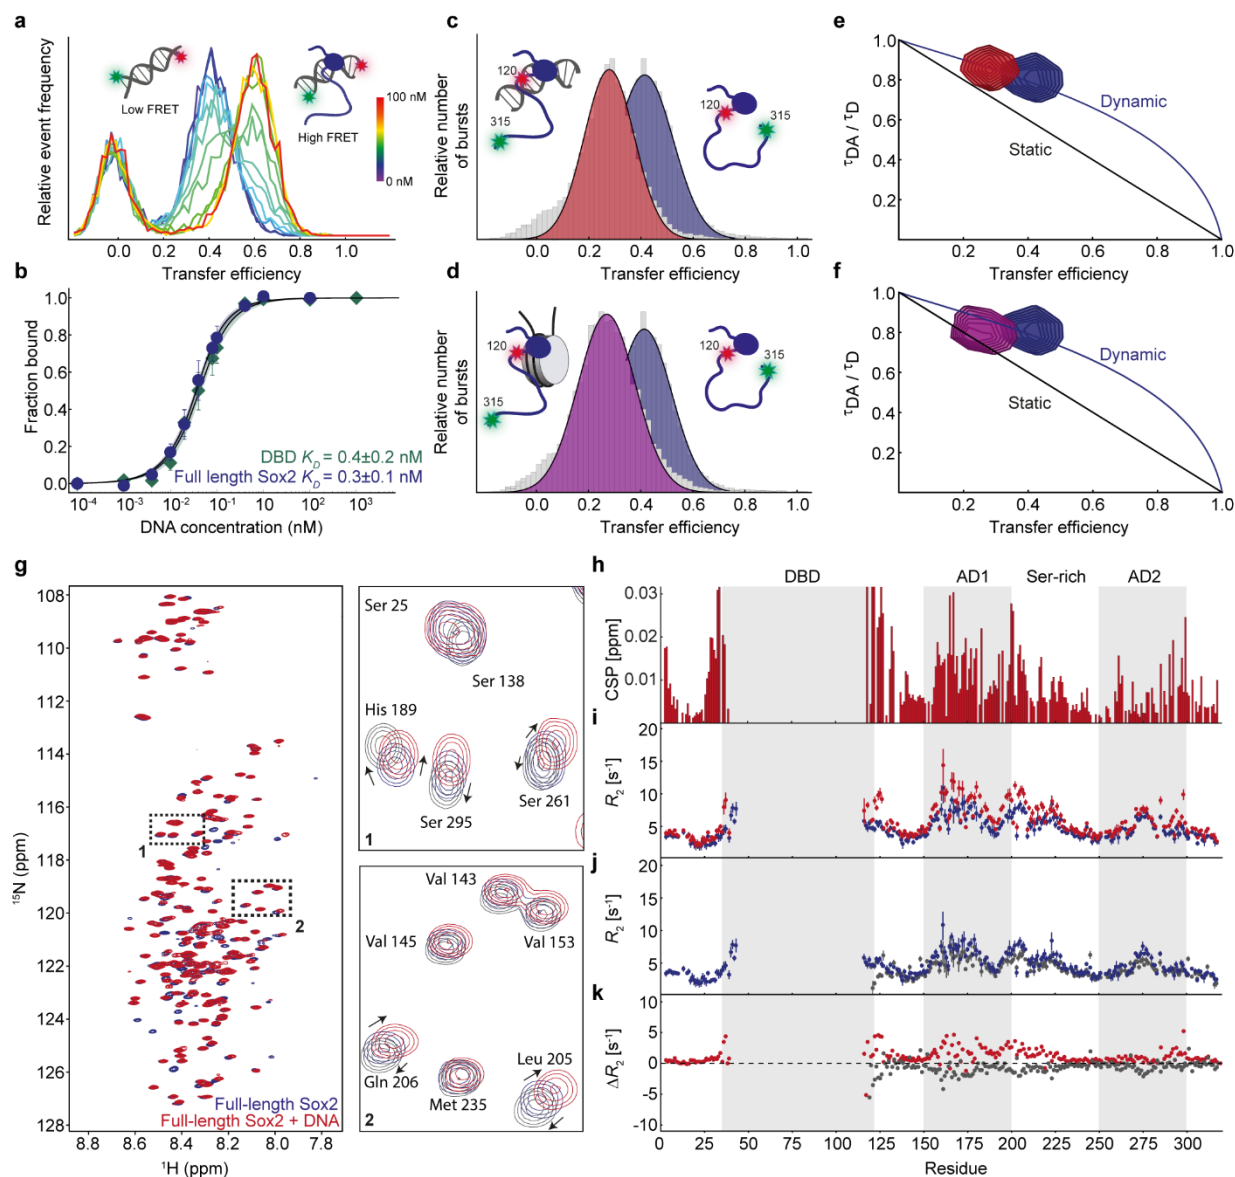 a
Relative event frequency
Low FRET
High FRET
100 nM
0 nM
0.0 0.2 0.4 0.6 0.8 1.0
Transfer efficiency
b
Fraction bound
1.0
0.8
0.6
0.4
0.2
0.0
DBD K_D = 0.4±0.2 nM
Full length Sox2 K_D = 0.3±0.1 nM
10⁻⁴ 10⁻³ 10⁻² 10⁻¹ 10 10² 10³
DNA concentration (nM)
c
Relative number
of bursts
120
315
120
315
0.0 0.2 0.4 0.6 0.8 1.0
Transfer efficiency
d
Relative number
of bursts
120
315
120
315
0.0 0.2 0.4 0.6 0.8 1.0
Transfer efficiency
e
τDA / τD
1.0
0.8
0.6
0.4
0.2
Dynamic
Static
0.2 0.4 0.6 0.8 1.0
Transfer efficiency
f
τDA / τD
1.0
0.8
0.6
0.4
0.2
Dynamic
Static
0.2 0.4 0.6 0.8 1.0
Transfer efficiency
g
¹⁵N (ppm)
108
110
112
114
116
118
120
122
124
126
128
1
2
Full-length Sox2
Full-length Sox2 + DNA
8.8 8.6 8.4 8.2 8.0 7.8
¹H (ppm)
Ser 25
Ser 138
His 189
Ser 295
Ser 261
1
Val 143
Val 153
Val 145
Gln 206
Met 235
Leu 205
2
h
DBD AD1 Ser-rich AD2
CSP [ppm]
0.03
0.02
0.01
i
R₂ [s⁻¹]
20
15
10
5
j
R₂ [s⁻¹]
20
15
10
5
0
k
ΔR₂ [s⁻¹]
10
5
0
-5
-10
0 25 50 75 100 125 150 175 200 225 250 275 300
Residue